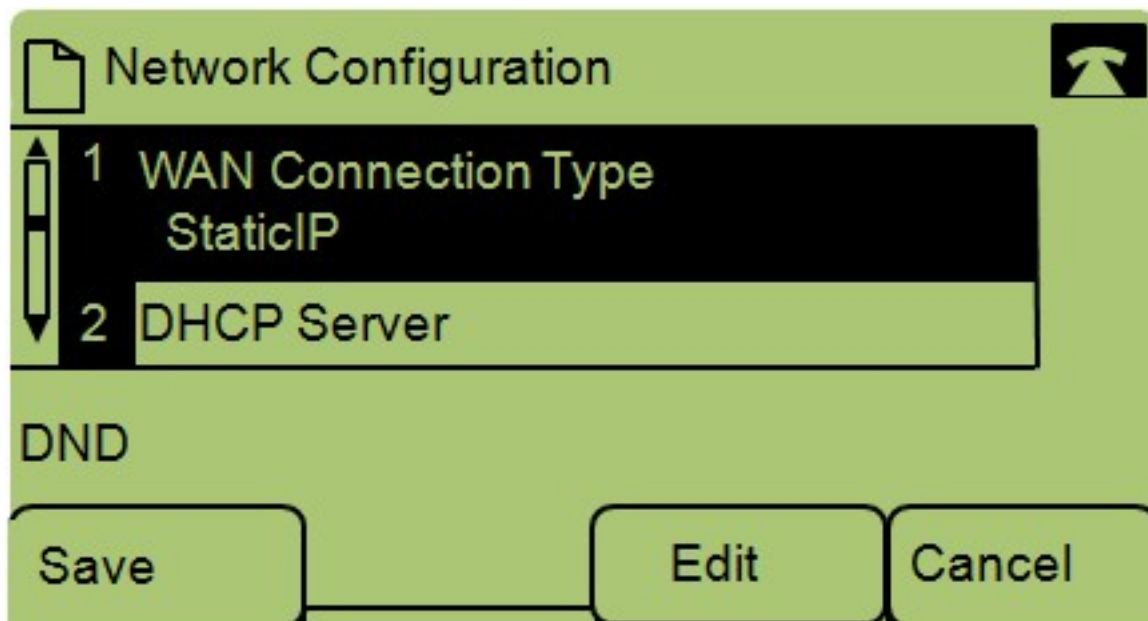 Network Configuration
1 WAN Connection Type
StaticIP
2 DHCP Server
DND
Save Edit Cancel